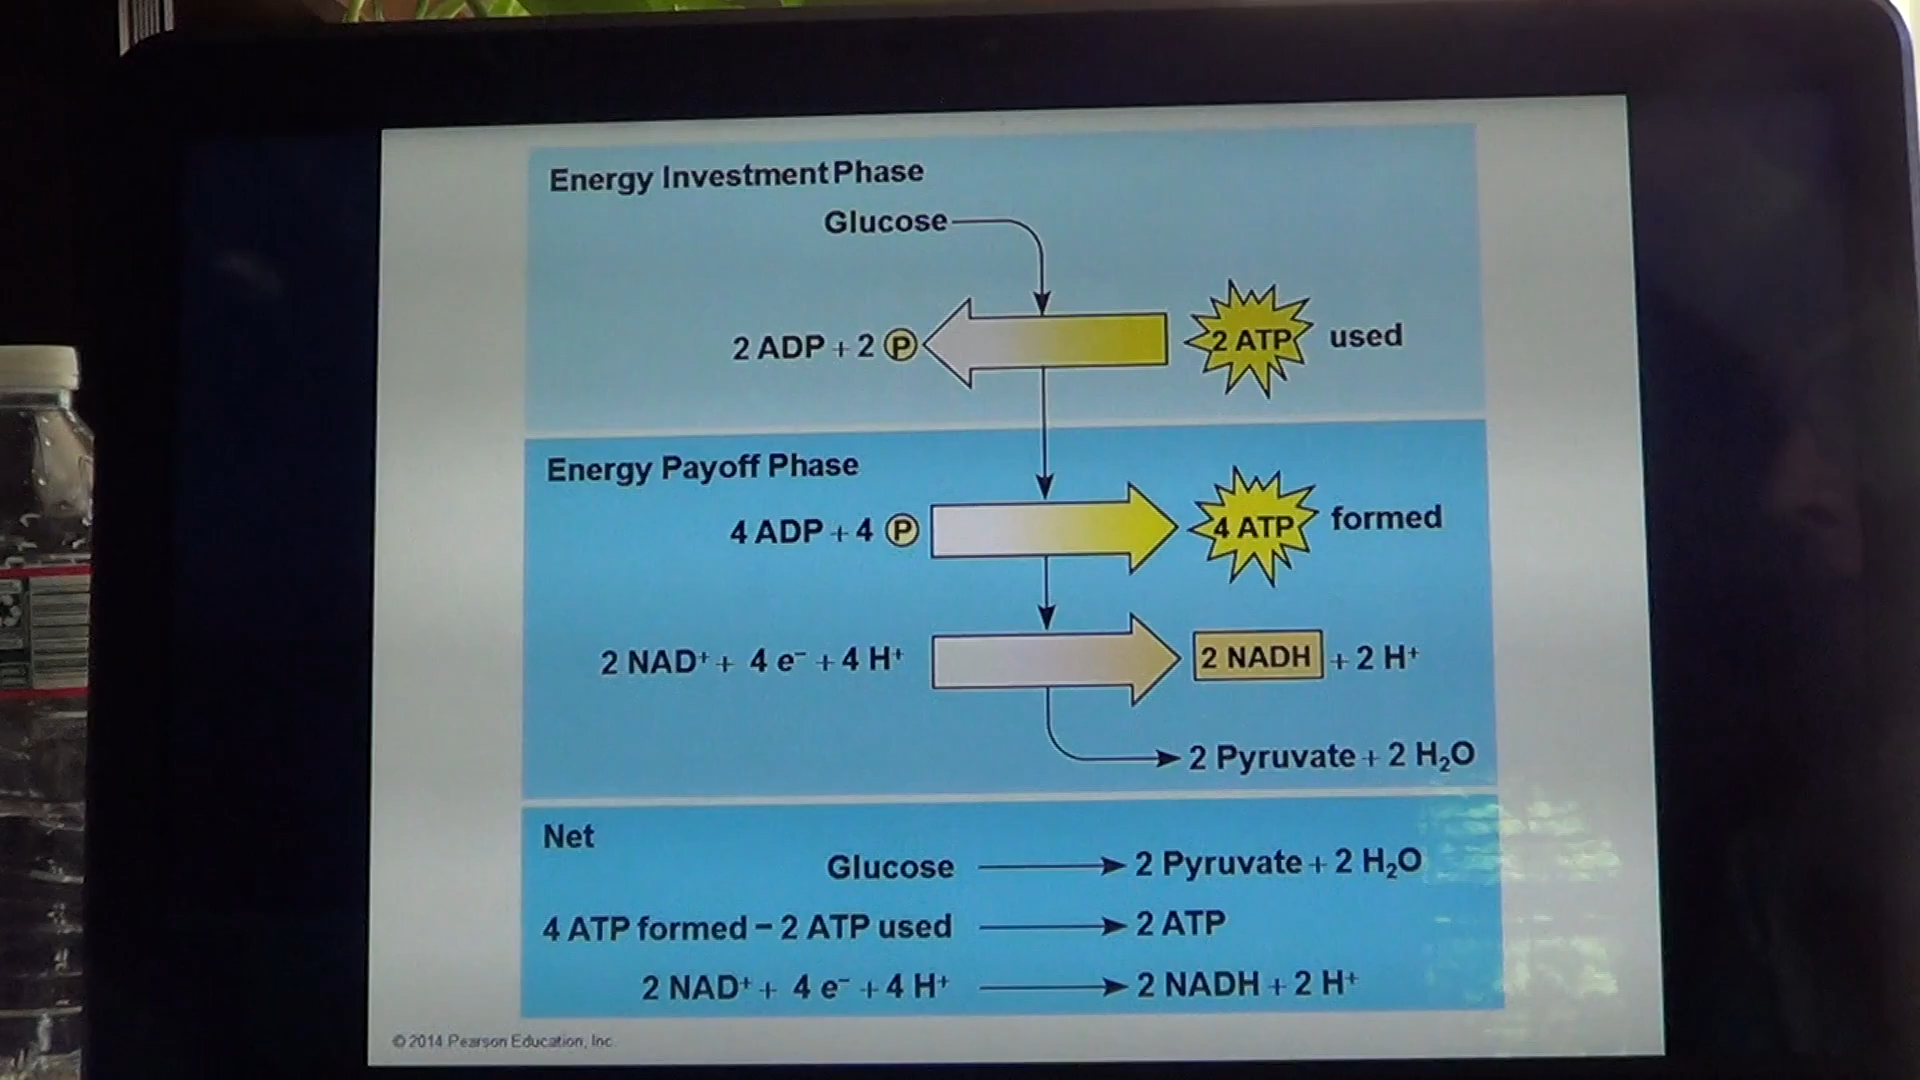 Energy Investment Phase
Glucose
2 ADP + 2 P
2 ATP used
Energy Payoff Phase
4 ADP + 4 P
4 ATP formed
2 NAD⁺ + 4 e⁻ + 4 H⁺
2 NADH + 2 H⁺
2 Pyruvate + 2 H₂O
Net
Glucose → 2 Pyruvate + 2 H₂O
4 ATP formed – 2 ATP used → 2 ATP
2 NAD⁺ + 4 e⁻ + 4 H⁺ → 2 NADH + 2 H⁺
© 2014 Pearson Education, Inc.